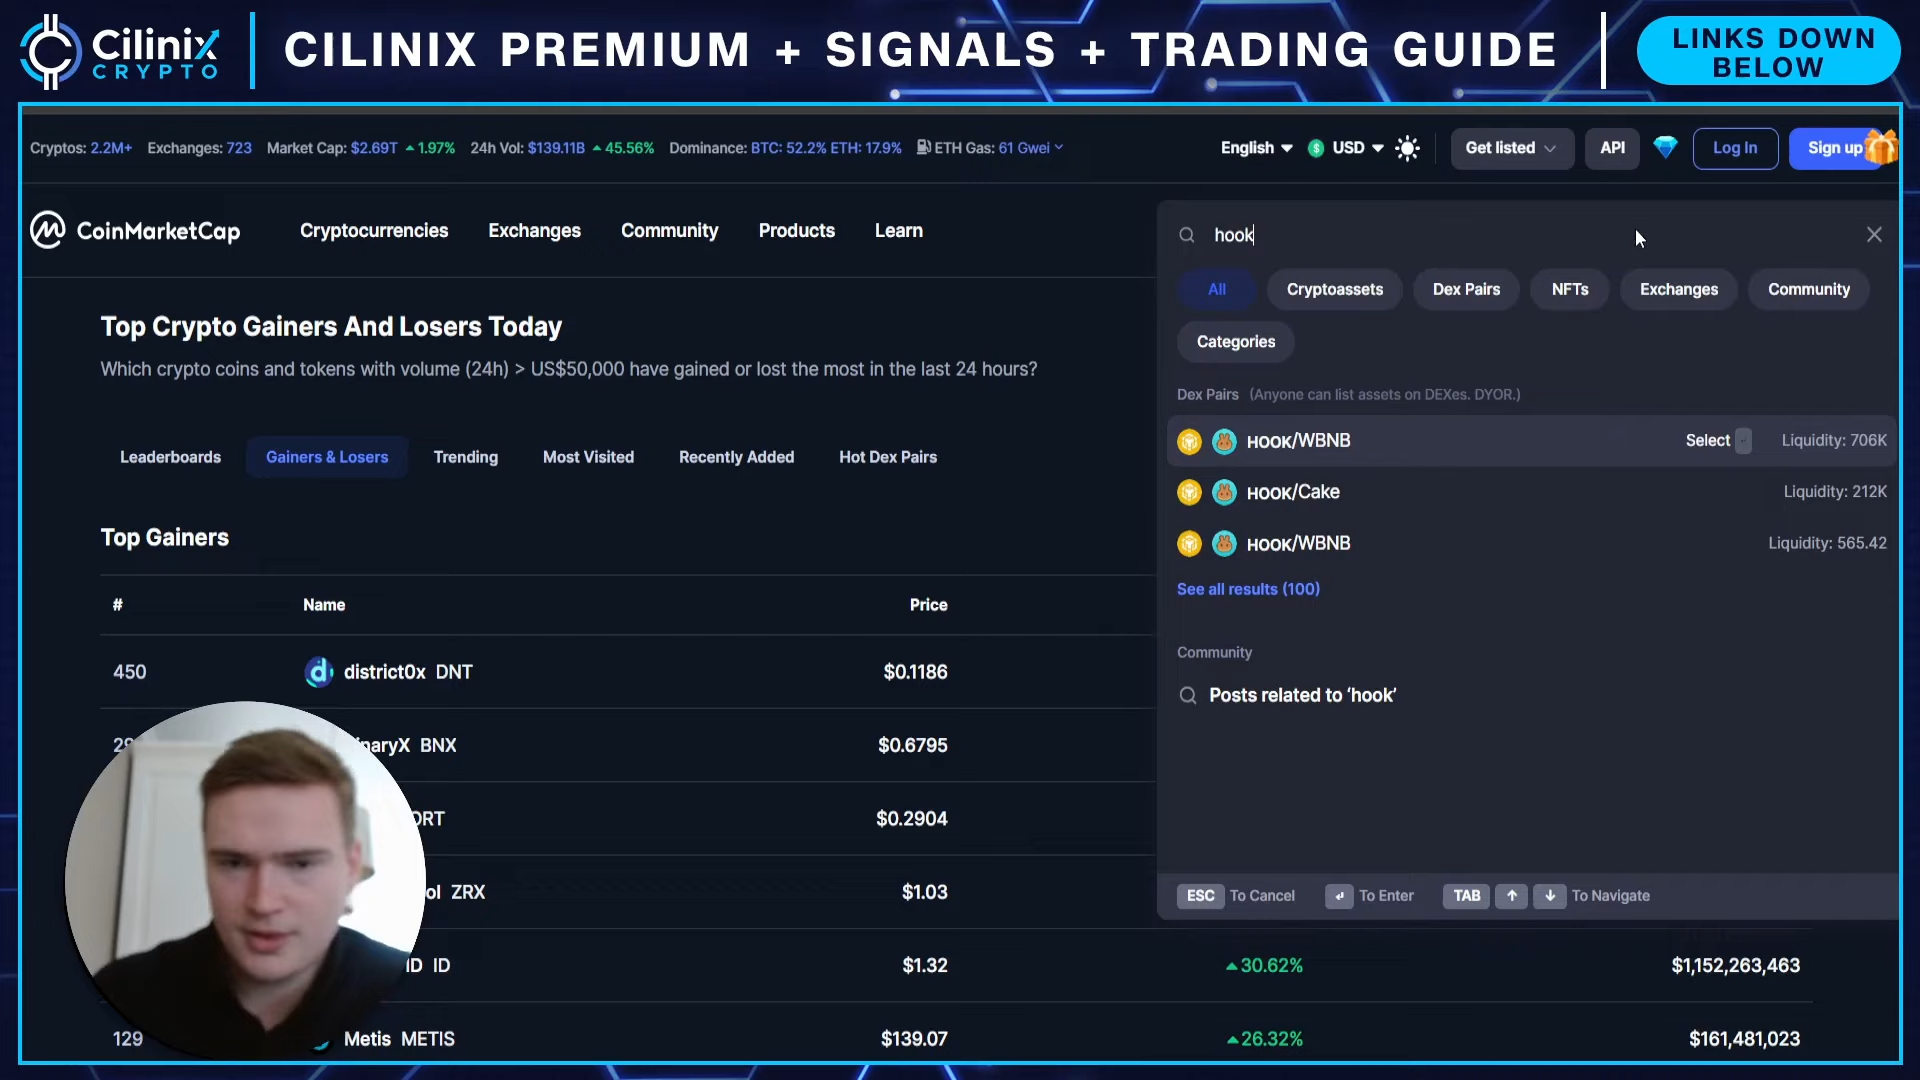 Cilinix
CRYPTO
CILINIX PREMIUM + SIGNALS + TRADING GUIDE
LINKS DOWN
BELOW
Cryptos: 2.2M+ Exchanges: 723 Market Cap: $2.69T 1.97% 24h Vol: $139.11B 45.56% Dominance: BTC: 52.2% ETH: 17.9% ETH Gas: 61 Gwei
English $ USD Get listed API Log In Sign up
CoinMarketCap Cryptocurrencies Exchanges Community Products Learn
hook
All Cryptoassets Dex Pairs NFTs Exchanges Community
Categories
Dex Pairs (Anyone can list assets on DEXes. DYOR.)
HOOK/WBNB Select Liquidity: 706K
HOOK/Cake Liquidity: 212K
HOOK/WBNB Liquidity: 565.42
See all results (100)
Community
Posts related to ‘hook’
ESC To Cancel To Enter TAB To Navigate
Top Crypto Gainers And Losers Today
Which crypto coins and tokens with volume (24h) > US$50,000 have gained or lost the most in the last 24 hours?
Leaderboards Gainers & Losers Trending Most Visited Recently Added Hot Dex Pairs
Top Gainers
# Name Price
450 district0x DNT $0.1186
BNX $0.6795
$0.2904
ZRX $1.03
ID $1.32 30.62% $1,152,263,463
129 Metis METIS $139.07 26.32% $161,481,023